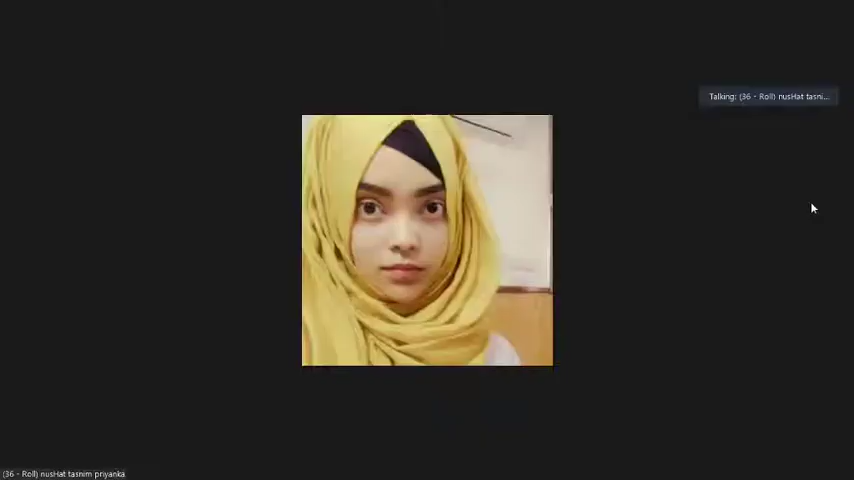 Talking: (36 - Roll) nusHat tasni...
(36 - Roll) nusHat tasnim priyanka